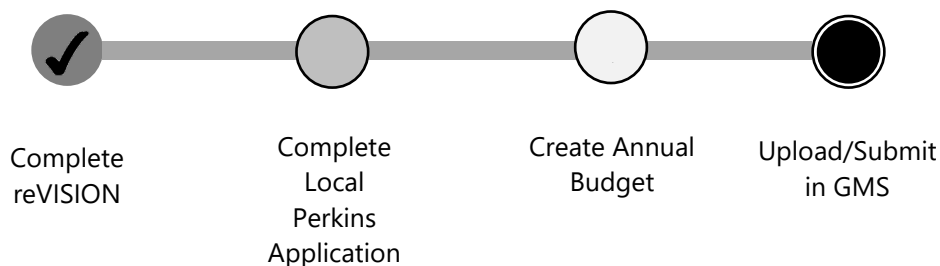 Complete
reVISION
Complete
Local
Perkins
Application
Create Annual
Budget
Upload/Submit
in GMS